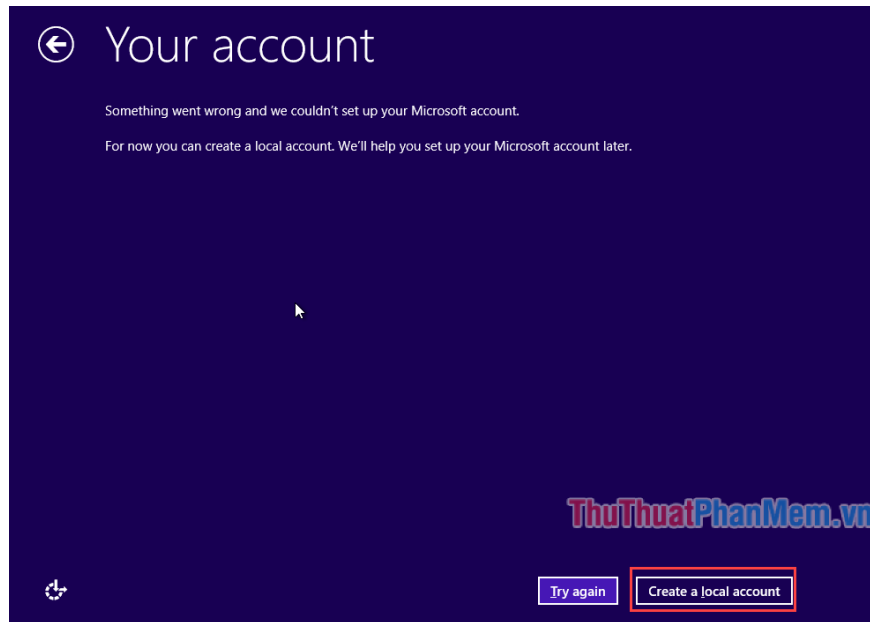 Your account
Something went wrong and we couldn't set up your Microsoft account.
For now you can create a local account. We'll help you set up your Microsoft account later.
ThuThuatPhanMem.vn
Try again
Create a local account